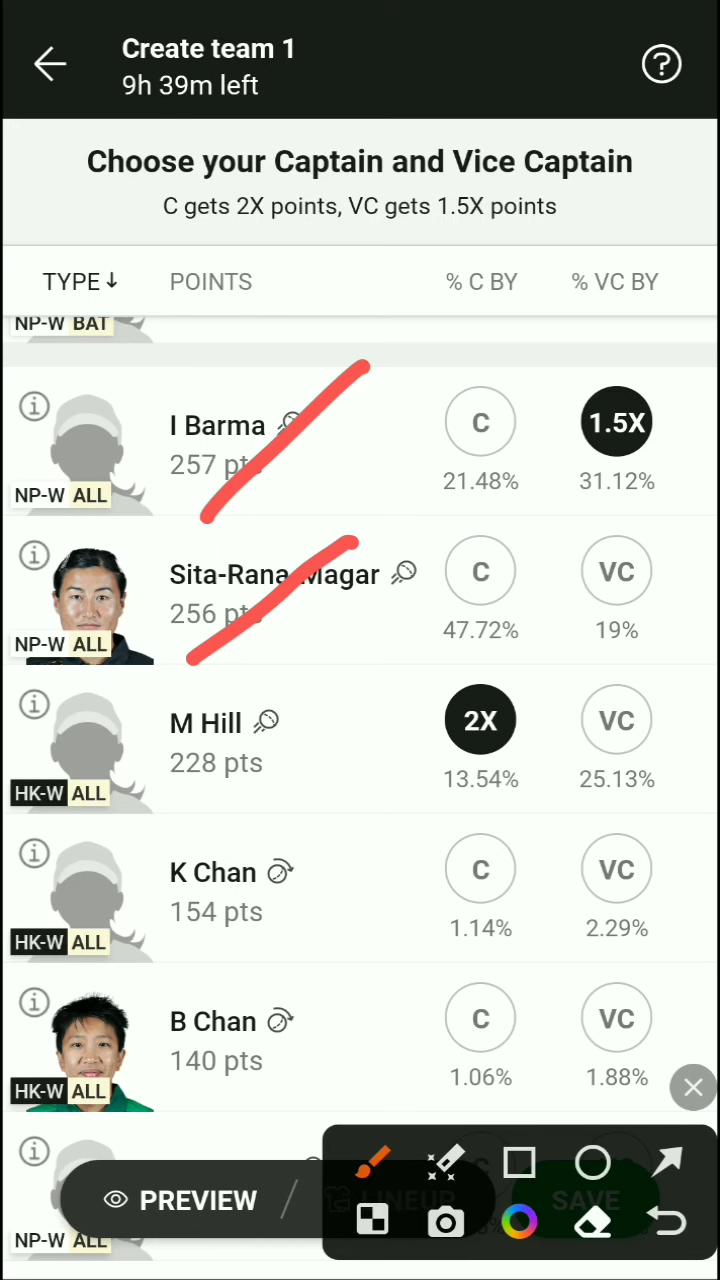 Create team 1
9h 39m left
?
Choose your Captain and Vice Captain
C gets 2X points, VC gets 1.5X points
TYPE↓ POINTS % C BY % VC BY
NP-W BAT
I Barma C 1.5X
257 pts
21.48% 31.12%
NP-W ALL
Sita-Rana-Magar C VC
256 pts
47.72% 19%
NP-W ALL
M Hill 2X VC
228 pts
13.54% 25.13%
HK-W ALL
K Chan C VC
154 pts
1.14% 2.29%
HK-W ALL
B Chan C VC
140 pts
1.06% 1.88%
HK-W ALL
PREVIEW / LINEUP SAVE
NP-W ALL